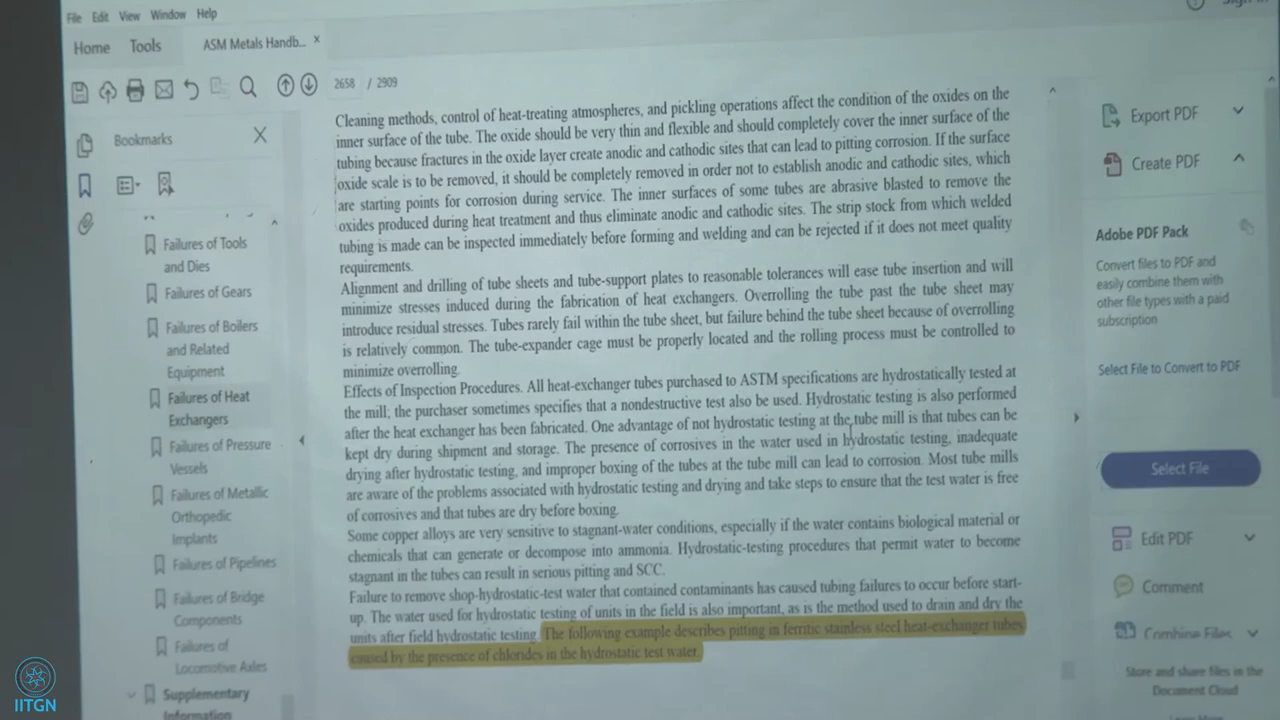 File Edit View Window Help
Home Tools ASM Metals Handb... ×
2658 / 2909
Bookmarks
Failures of Tools
and Dies
Failures of Gears
Failures of Boilers
and Related
Equipment
Failures of Heat
Exchangers
Failures of Pressure
Vessels
Failures of Metallic
Orthopedic
Implants
Failures of Pipelines
Failures of Bridge
Components
Failures of
Locomotive Axles
Supplementary
Information
Cleaning methods, control of heat-treating atmospheres, and pickling operations affect the condition of the oxides on the
inner surface of the tube. The oxide should be very thin and flexible and should completely cover the inner surface of the
tubing because fractures in the oxide layer create anodic and cathodic sites that can lead to pitting corrosion. If the surface
oxide scale is to be removed, it should be completely removed in order not to establish anodic and cathodic sites, which
are starting points for corrosion during service. The inner surfaces of some tubes are abrasive blasted to remove the
oxides produced during heat treatment and thus eliminate anodic and cathodic sites. The strip stock from which welded
tubing is made can be inspected immediately before forming and welding and can be rejected if it does not meet quality
requirements.
Alignment and drilling of tube sheets and tube-support plates to reasonable tolerances will ease tube insertion and will
minimize stresses induced during the fabrication of heat exchangers. Overrolling the tube past the tube sheet may
introduce residual stresses. Tubes rarely fail within the tube sheet, but failure behind the tube sheet because of overrolling
is relatively common. The tube-expander cage must be properly located and the rolling process must be controlled to
minimize overrolling.
Effects of Inspection Procedures. All heat-exchanger tubes purchased to ASTM specifications are hydrostatically tested at
the mill; the purchaser sometimes specifies that a nondestructive test also be used. Hydrostatic testing is also performed
after the heat exchanger has been fabricated. One advantage of not hydrostatic testing at the tube mill is that tubes can be
kept dry during shipment and storage. The presence of corrosives in the water used in hydrostatic testing, inadequate
drying after hydrostatic testing, and improper boxing of the tubes at the tube mill can lead to corrosion. Most tube mills
are aware of the problems associated with hydrostatic testing and drying and take steps to ensure that the test water is free
of corrosives and that tubes are dry before boxing.
Some copper alloys are very sensitive to stagnant-water conditions, especially if the water contains biological material or
chemicals that can generate or decompose into ammonia. Hydrostatic-testing procedures that permit water to become
stagnant in the tubes can result in serious pitting and SCC.
Failure to remove shop-hydrostatic-test water that contained contaminants has caused tubing failures to occur before start-
up. The water used for hydrostatic testing of units in the field is also important, as is the method used to drain and dry the
units after field hydrostatic testing. The following example describes pitting in ferritic stainless steel heat-exchanger tubes
caused by the presence of chlorides in the hydrostatic test water.
Export PDF
Create PDF
Adobe PDF Pack
Convert files to PDF and
easily combine them with
other file types with a paid
subscription
Select File to Convert to PDF
Select File
Edit PDF
Comment
Combine Files
Store and share files in the
Document Cloud
IITGN